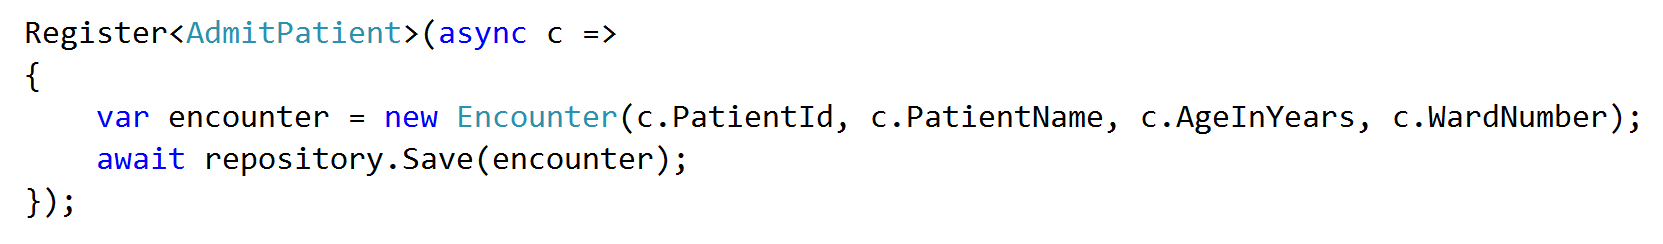 Register<AdmitPatient>(async c =>
{
    var encounter = new Encounter(c.PatientId, c.PatientName, c.AgeInYears, c.WardNumber);
    await repository.Save(encounter);
});